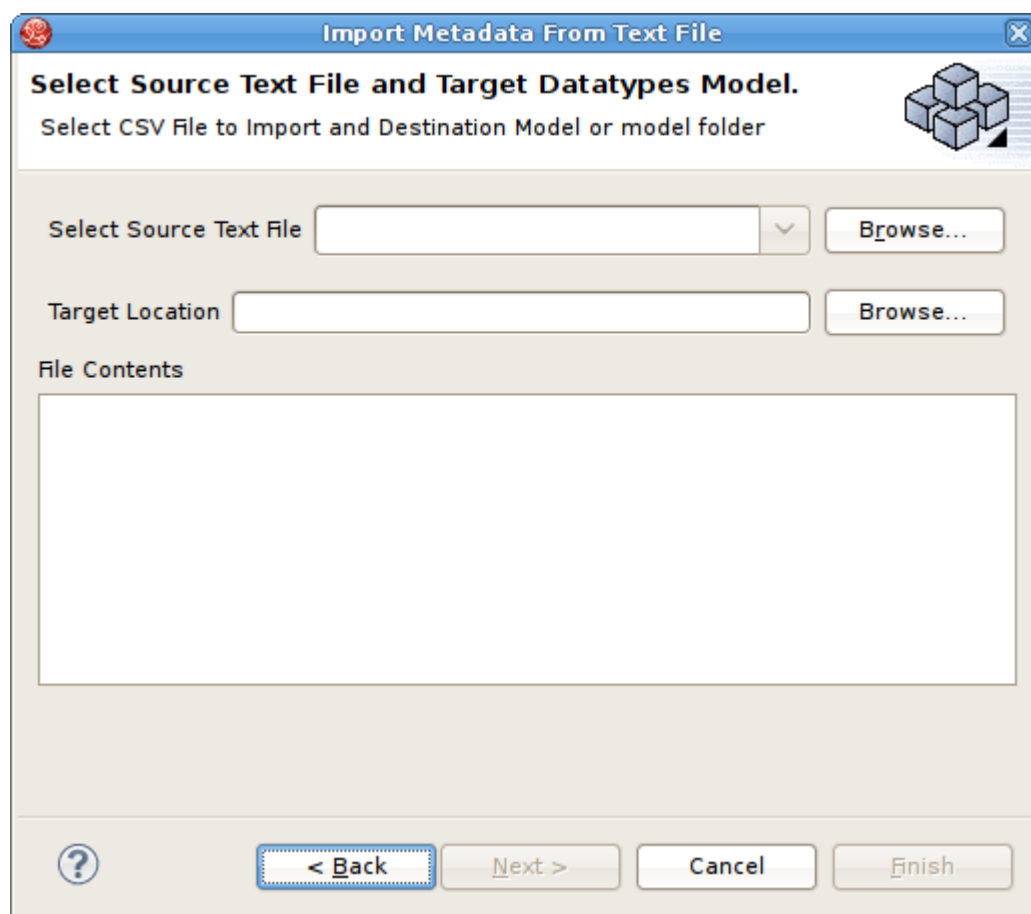 Import Metadata From Text File
Select Source Text File and Target Datatypes Model.
Select CSV File to Import and Destination Model or model folder
Select Source Text File
Browse...
Target Location
Browse...
File Contents
?
< Back
Next >
Cancel
Finish